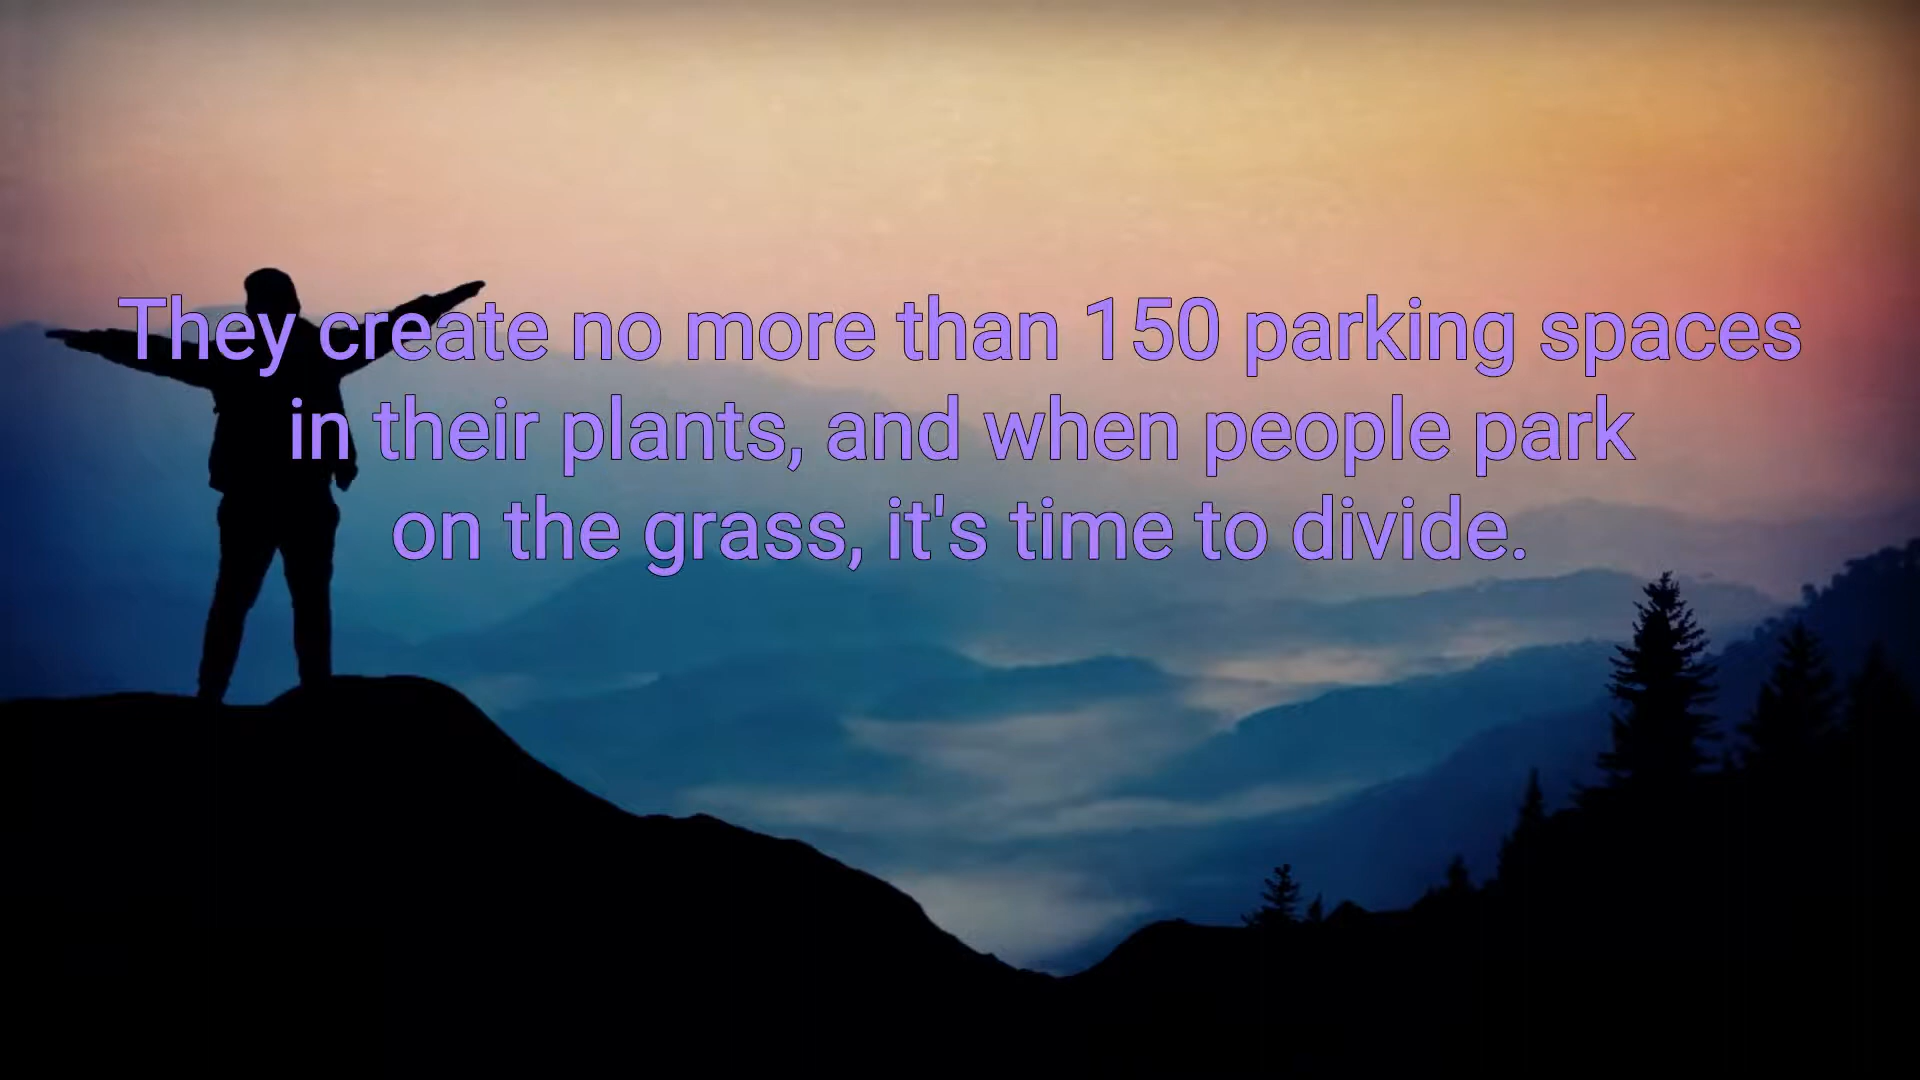 They create no more than 150 parking spaces
in their plants, and when people park
on the grass, it's time to divide.